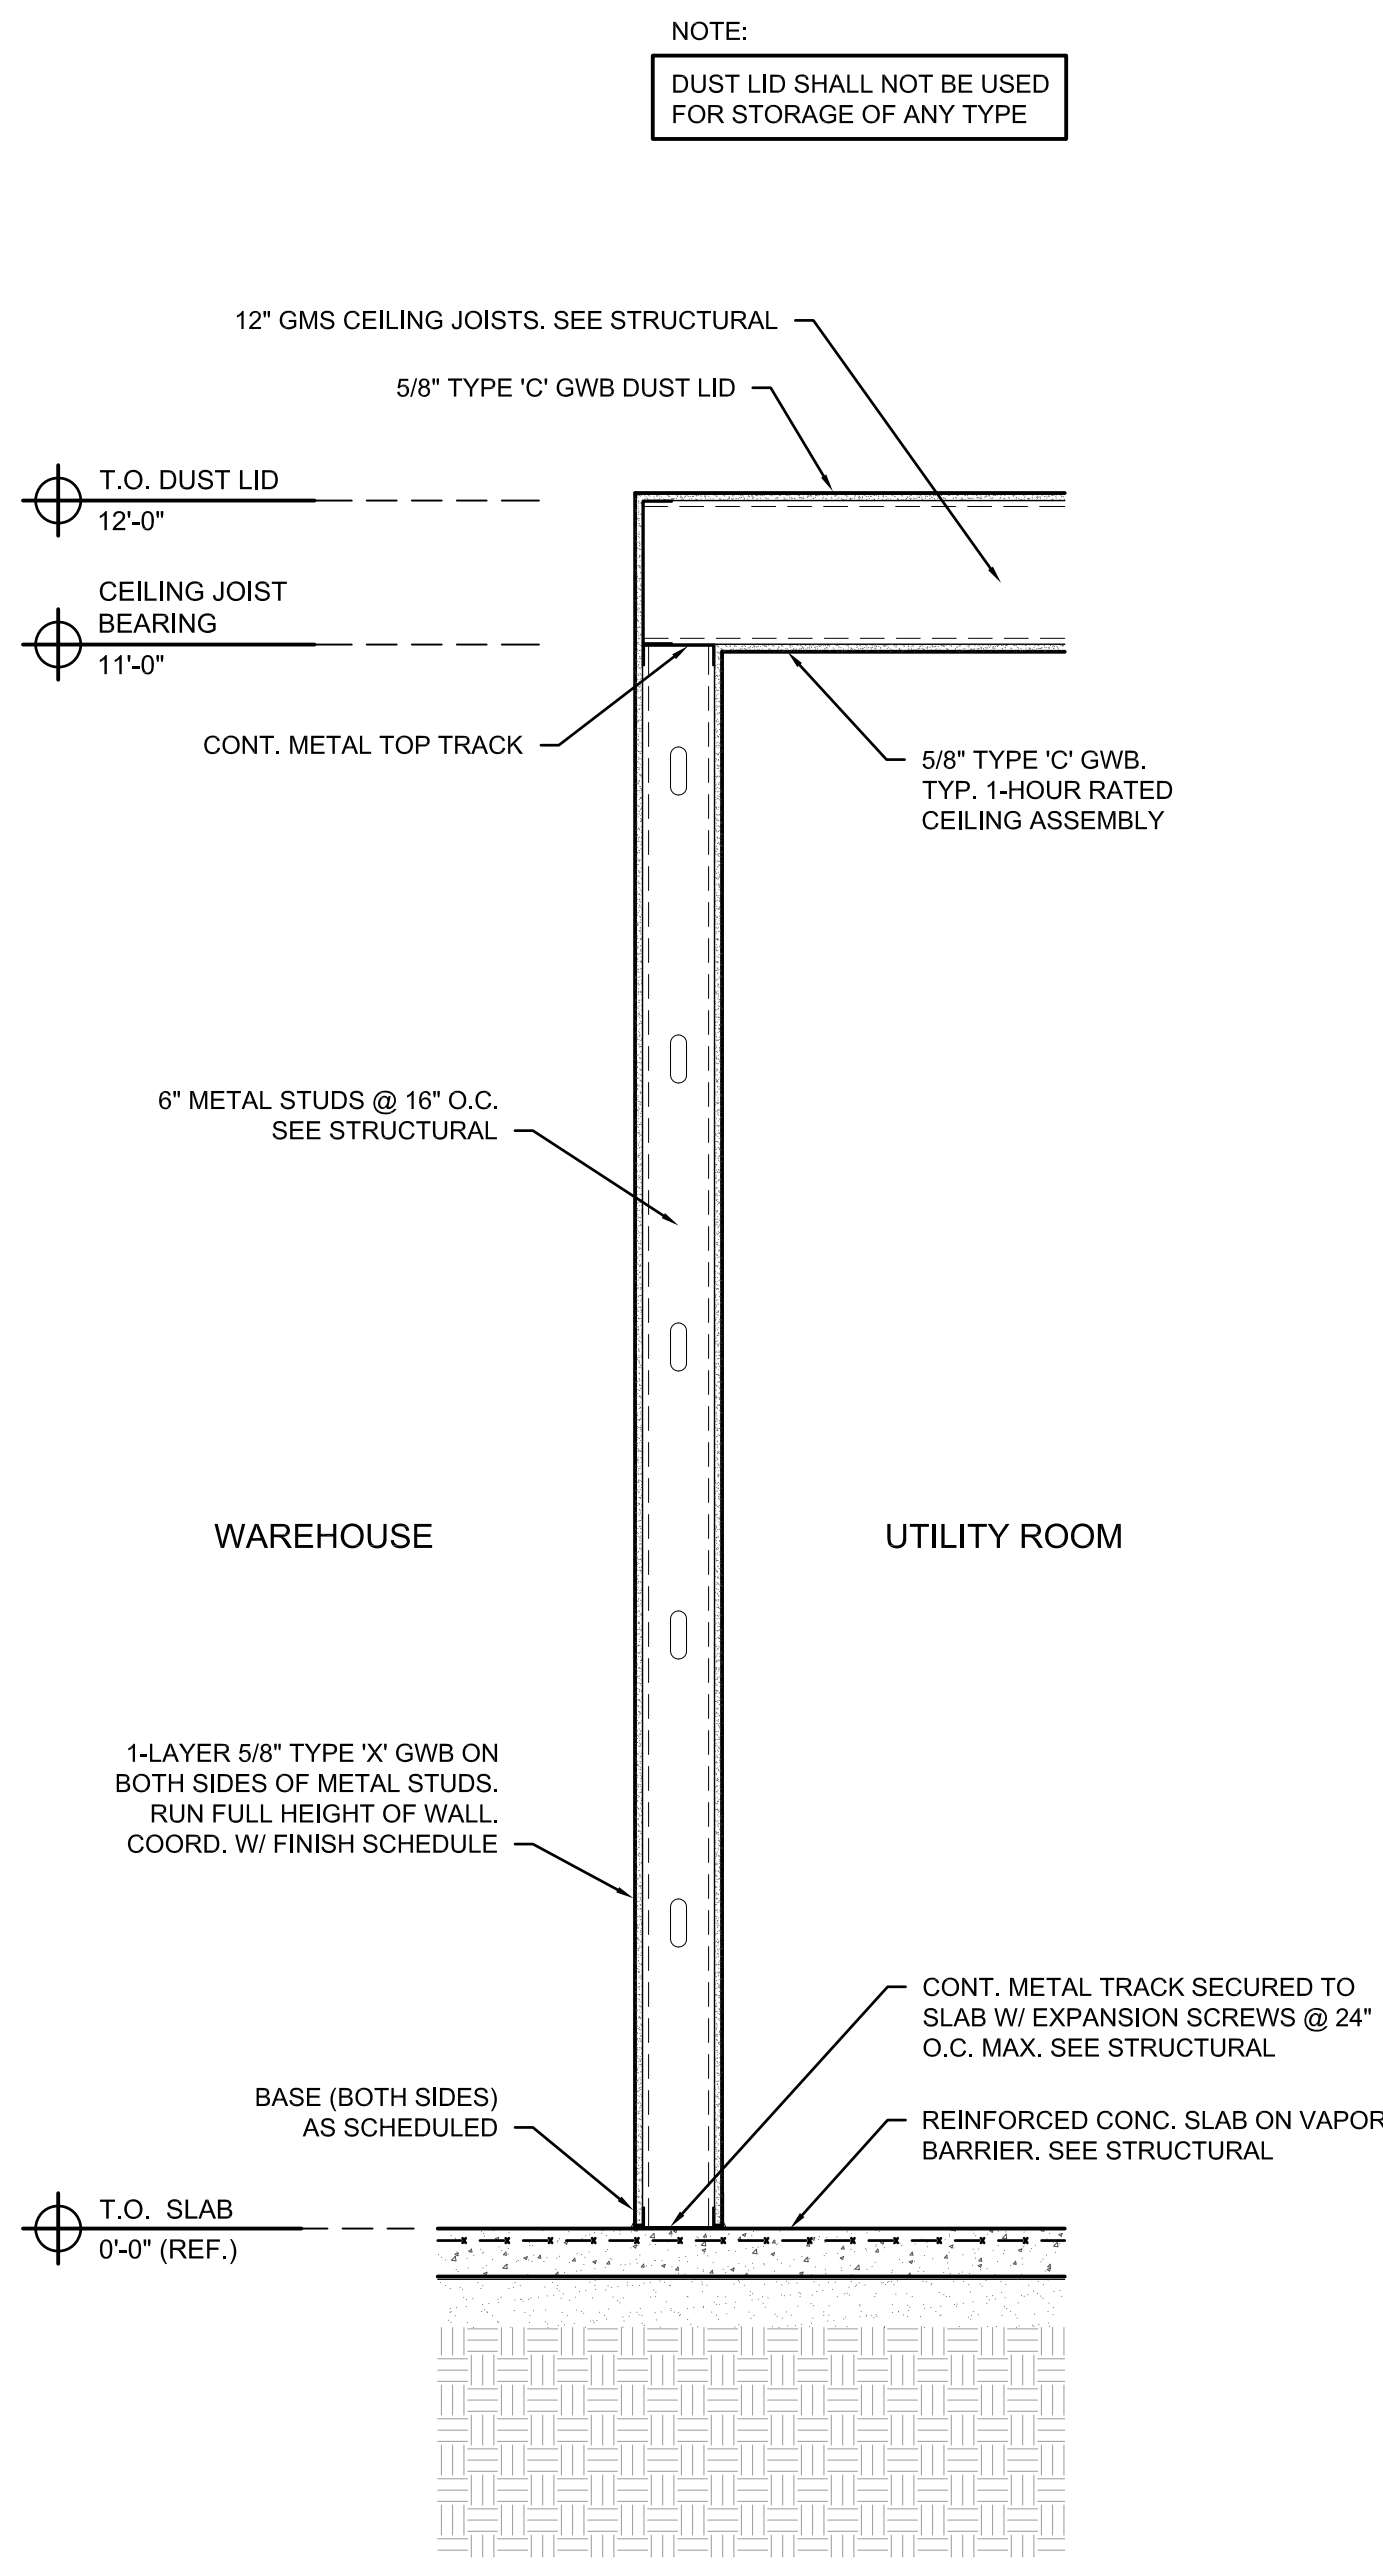 NOTE:
DUST LID SHALL NOT BE USED
FOR STORAGE OF ANY TYPE
12" GMS CEILING JOISTS. SEE STRUCTURAL
5/8" TYPE 'C' GWB DUST LID
T.O. DUST LID
12'-0"
CEILING JOIST
BEARING
11'-0"
CONT. METAL TOP TRACK
5/8" TYPE 'C' GWB.
TYP. 1-HOUR RATED
CEILING ASSEMBLY
6" METAL STUDS @ 16" O.C.
SEE STRUCTURAL
WAREHOUSE
UTILITY ROOM
1-LAYER 5/8" TYPE 'X' GWB ON
BOTH SIDES OF METAL STUDS.
RUN FULL HEIGHT OF WALL.
COORD. W/ FINISH SCHEDULE
CONT. METAL TRACK SECURED TO
SLAB W/ EXPANSION SCREWS @ 24"
O.C. MAX. SEE STRUCTURAL
BASE (BOTH SIDES)
AS SCHEDULED
REINFORCED CONC. SLAB ON VAPOR
BARRIER. SEE STRUCTURAL
T.O. SLAB
0'-0" (REF.)